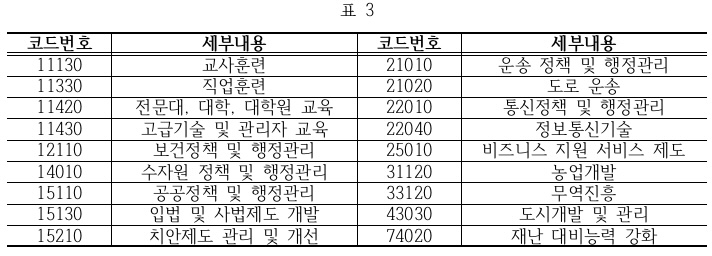 표 3
코드번호 세부내용 코드번호 세부내용
11130 교사훈련 21010 운송 정책 및 행정관리
11330 직업훈련 21020 도로 운송
11420 전문대, 대학, 대학원 교육 22010 통신정책 및 행정관리
11430 고급기술 및 관리자 교육 22040 정보통신기술
12110 보건정책 및 행정관리 25010 비즈니스 지원 서비스 제도
14010 수자원 정책 및 행정관리 31120 농업개발
15110 공공정책 및 행정관리 33120 무역진흥
15130 입법 및 사법제도 개발 43030 도시개발 및 관리
15210 치안제도 관리 및 개선 74020 재난 대비능력 강화